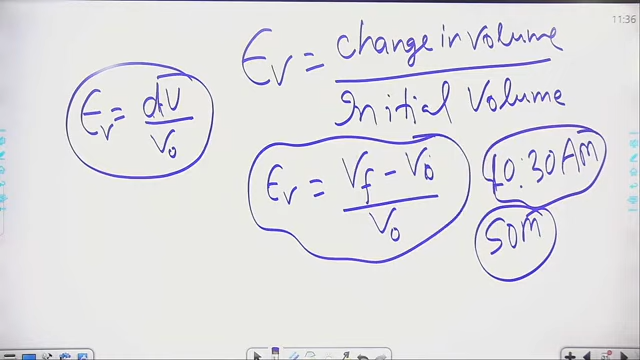 11:36
ϵv = change in volume / Initial Volume
ϵv = dV / V₀
ϵv = Vf - V₀ / V₀
10:30 AM
50M